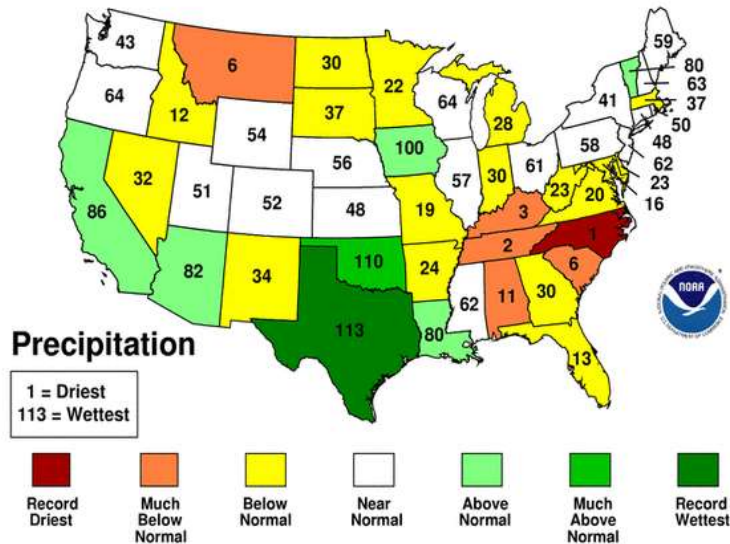 43
6
30
22
59
80
63
37
50
48
62
23
16
64
12
37
64
28
41
54
100
58
86
32
51
52
56
57
30
61
23
20
48
19
3
1
82
34
110
24
2
6
113
80
62
11
30
13
NOAA
Precipitation
1 = Driest
113 = Wettest
Record
Driest
Much
Below
Normal
Below
Normal
Near
Normal
Above
Normal
Much
Above
Normal
Record
Wettest